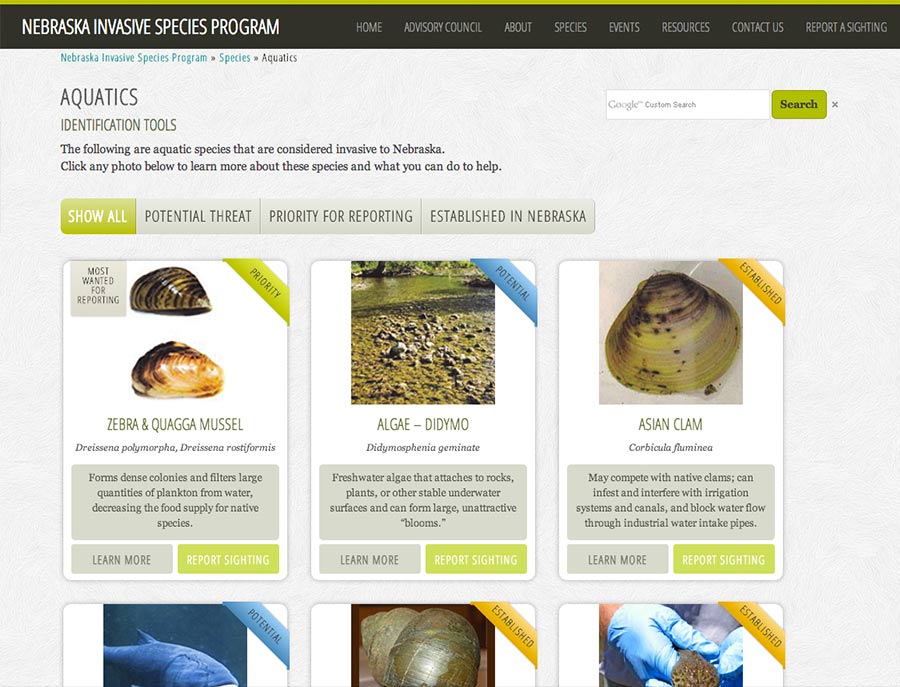 NEBRASKA INVASIVE SPECIES PROGRAM
HOME ADVISORY COUNCIL ABOUT SPECIES EVENTS RESOURCES CONTACT US REPORT A SIGHTING
Nebraska Invasive Species Program » Species » Aquatics
AQUATICS
Google™ Custom Search Search ×
IDENTIFICATION TOOLS
The following are aquatic species that are considered invasive to Nebraska.
Click any photo below to learn more about these species and what you can do to help.
SHOW ALL POTENTIAL THREAT PRIORITY FOR REPORTING ESTABLISHED IN NEBRASKA
MOST
WANTED
FOR
REPORTING
PRIORITY
ZEBRA & QUAGGA MUSSEL
Dreissena polymorpha, Dreissena rostiformis
Forms dense colonies and filters large
quantities of plankton from water,
decreasing the food supply for native
species.
LEARN MORE REPORT SIGHTING
POTENTIAL
ALGAE – DIDYMO
Didymosphenia geminate
Freshwater algae that attaches to rocks,
plants, or other stable underwater
surfaces and can form large, unattractive
“blooms.”
LEARN MORE REPORT SIGHTING
ESTABLISHED
ASIAN CLAM
Corbicula fluminea
May compete with native clams; can
infest and interfere with irrigation
systems and canals, and block water flow
through industrial water intake pipes.
LEARN MORE REPORT SIGHTING
POTENTIAL
ESTABLISHED
ESTABLISHED